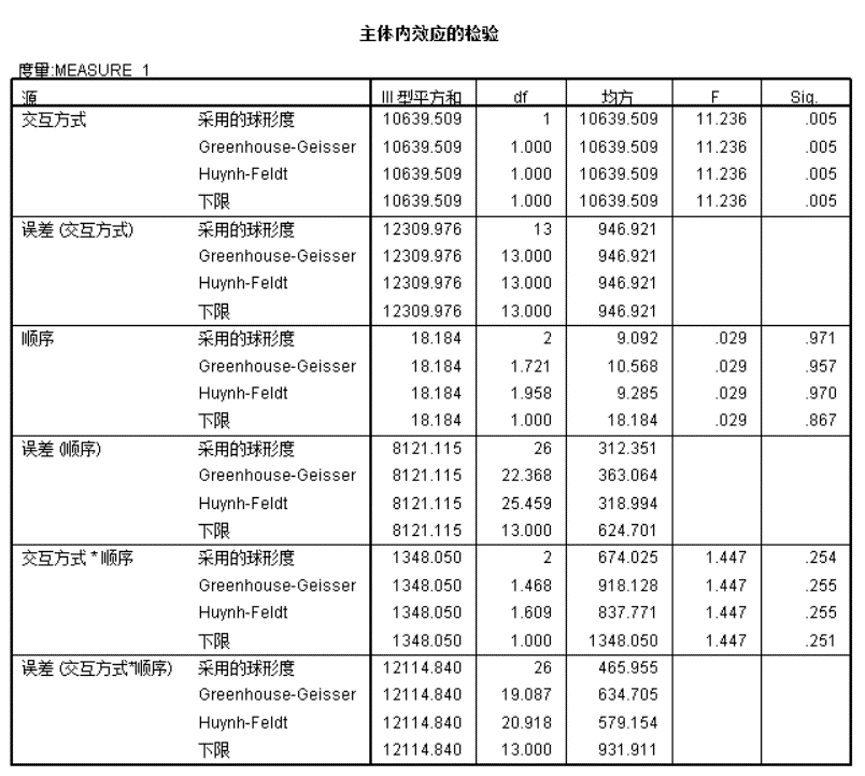 主体内效应的检验
度量:MEASURE_1
源 III 型平方和 df 均方 F Sig.
交互方式 采用的球形度 10639.509 1 10639.509 11.236 .005
Greenhouse-Geisser 10639.509 1.000 10639.509 11.236 .005
Huynh-Feldt 10639.509 1.000 10639.509 11.236 .005
下限 10639.509 1.000 10639.509 11.236 .005
误差 (交互方式) 采用的球形度 12309.976 13 946.921
Greenhouse-Geisser 12309.976 13.000 946.921
Huynh-Feldt 12309.976 13.000 946.921
下限 12309.976 13.000 946.921
顺序 采用的球形度 18.184 2 9.092 .029 .971
Greenhouse-Geisser 18.184 1.721 10.568 .029 .957
Huynh-Feldt 18.184 1.958 9.285 .029 .970
下限 18.184 1.000 18.184 .029 .867
误差 (顺序) 采用的球形度 8121.115 26 312.351
Greenhouse-Geisser 8121.115 22.368 363.064
Huynh-Feldt 8121.115 25.459 318.994
下限 8121.115 13.000 624.701
交互方式 * 顺序 采用的球形度 1348.050 2 674.025 1.447 .254
Greenhouse-Geisser 1348.050 1.468 918.128 1.447 .255
Huynh-Feldt 1348.050 1.609 837.771 1.447 .255
下限 1348.050 1.000 1348.050 1.447 .251
误差 (交互方式*顺序) 采用的球形度 12114.840 26 465.955
Greenhouse-Geisser 12114.840 19.087 634.705
Huynh-Feldt 12114.840 20.918 579.154
下限 12114.840 13.000 931.911